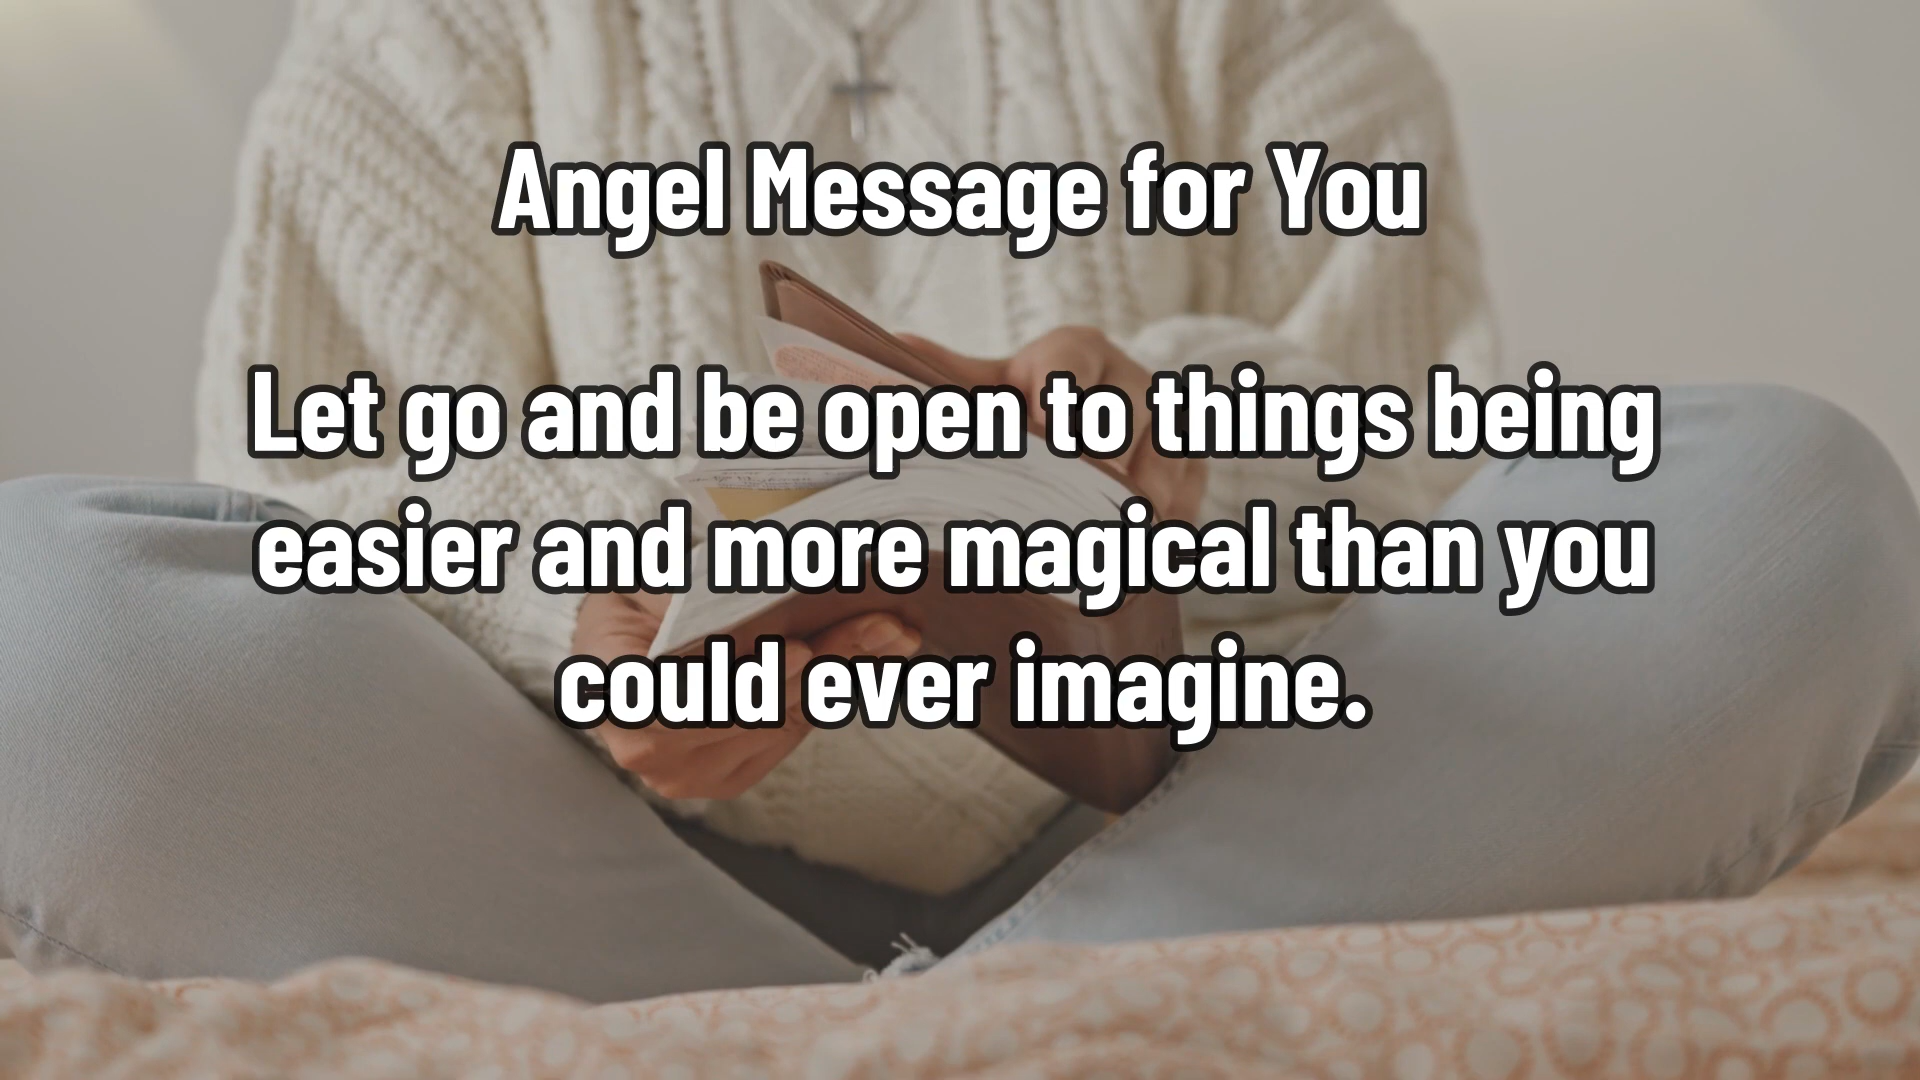 Angel Message for You
Let go and be open to things being
easier and more magical than you
could ever imagine.